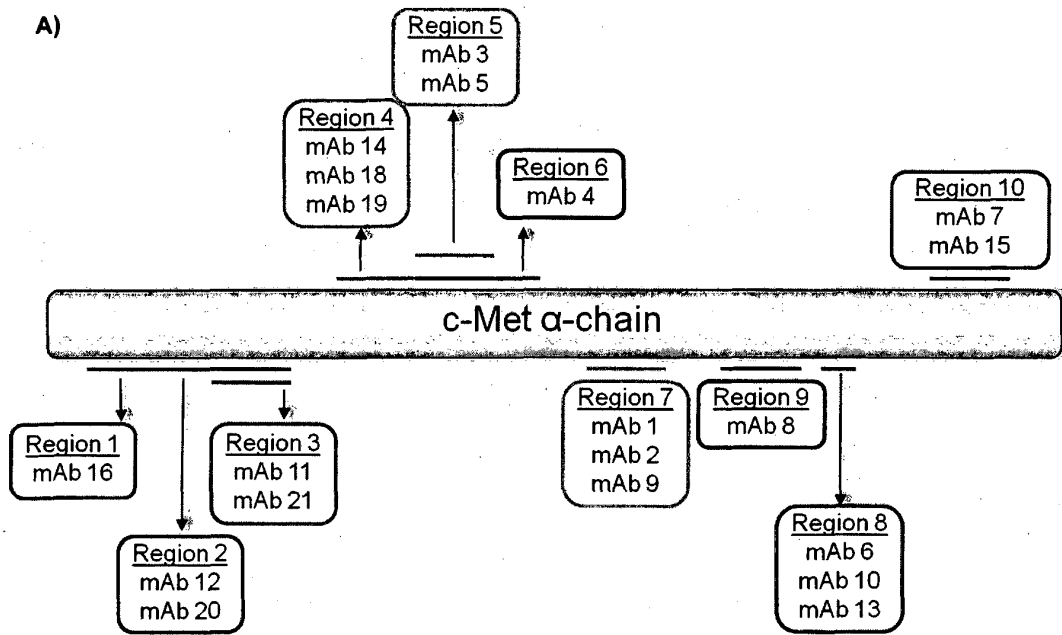 A)
Region 5
mAb 3
mAb 5
Region 4
mAb 14
mAb 18
mAb 19
Region 6
mAb 4
Region 10
mAb 7
mAb 15
c-Met α-chain
Region 1
mAb 16
Region 2
mAb 12
mAb 20
Region 3
mAb 11
mAb 21
Region 7
mAb 1
mAb 2
mAb 9
Region 9
mAb 8
Region 8
mAb 6
mAb 10
mAb 13